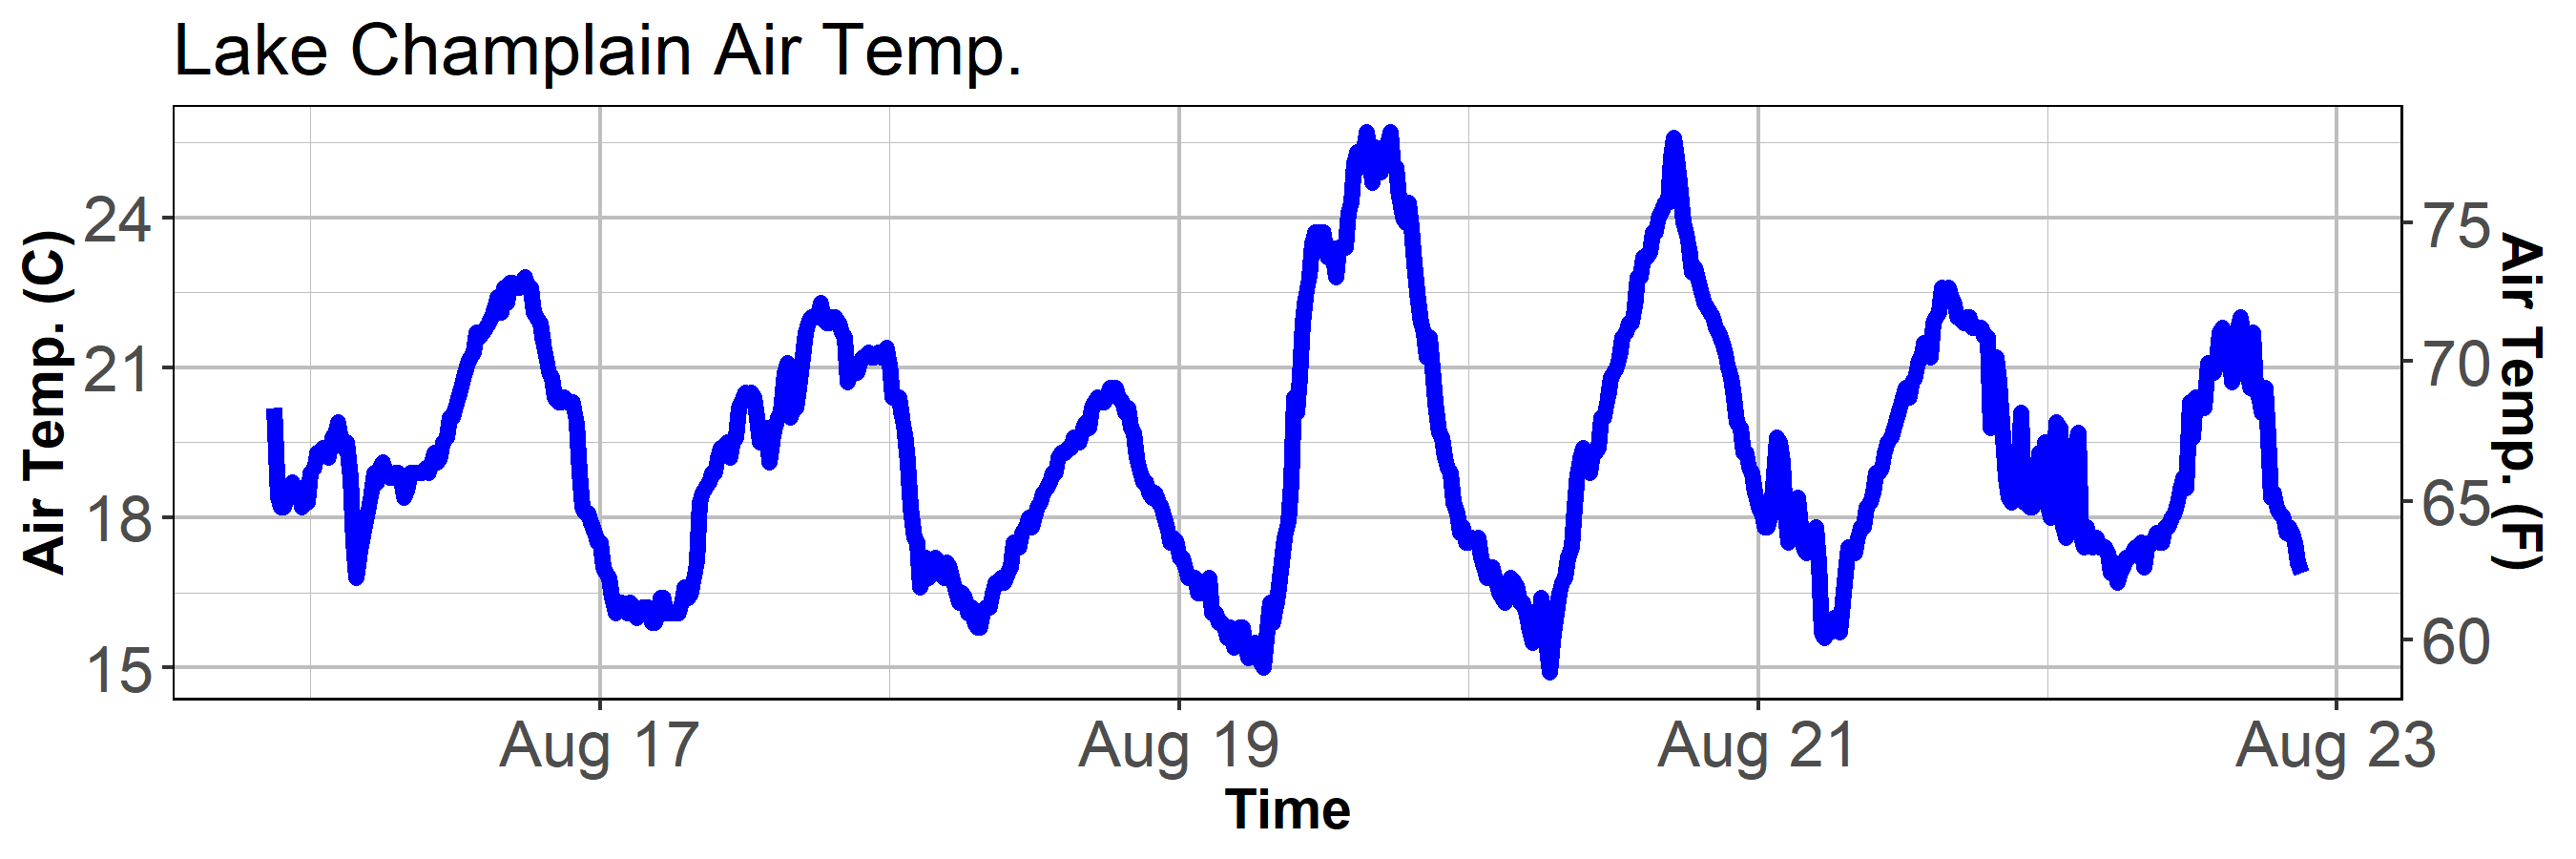 Lake Champlain Air Temp.
Air Temp. (C)
24
21
18
15
75
70
65
60
Air Temp. (F)
Aug 17 Aug 19 Aug 21 Aug 23
Time